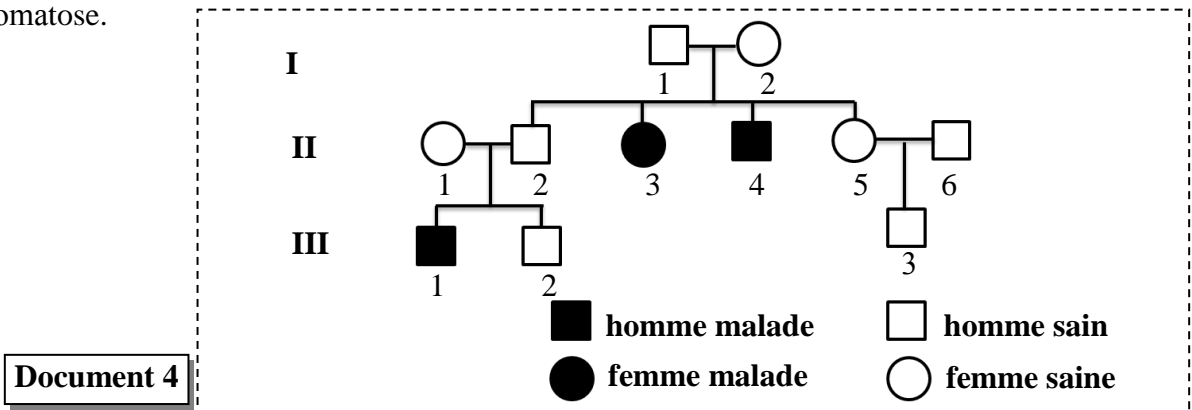 omatose.
I
1 2
II
1 2 3 4 5 6
III
1 2 3
homme malade homme sain
Document 4 femme malade femme saine